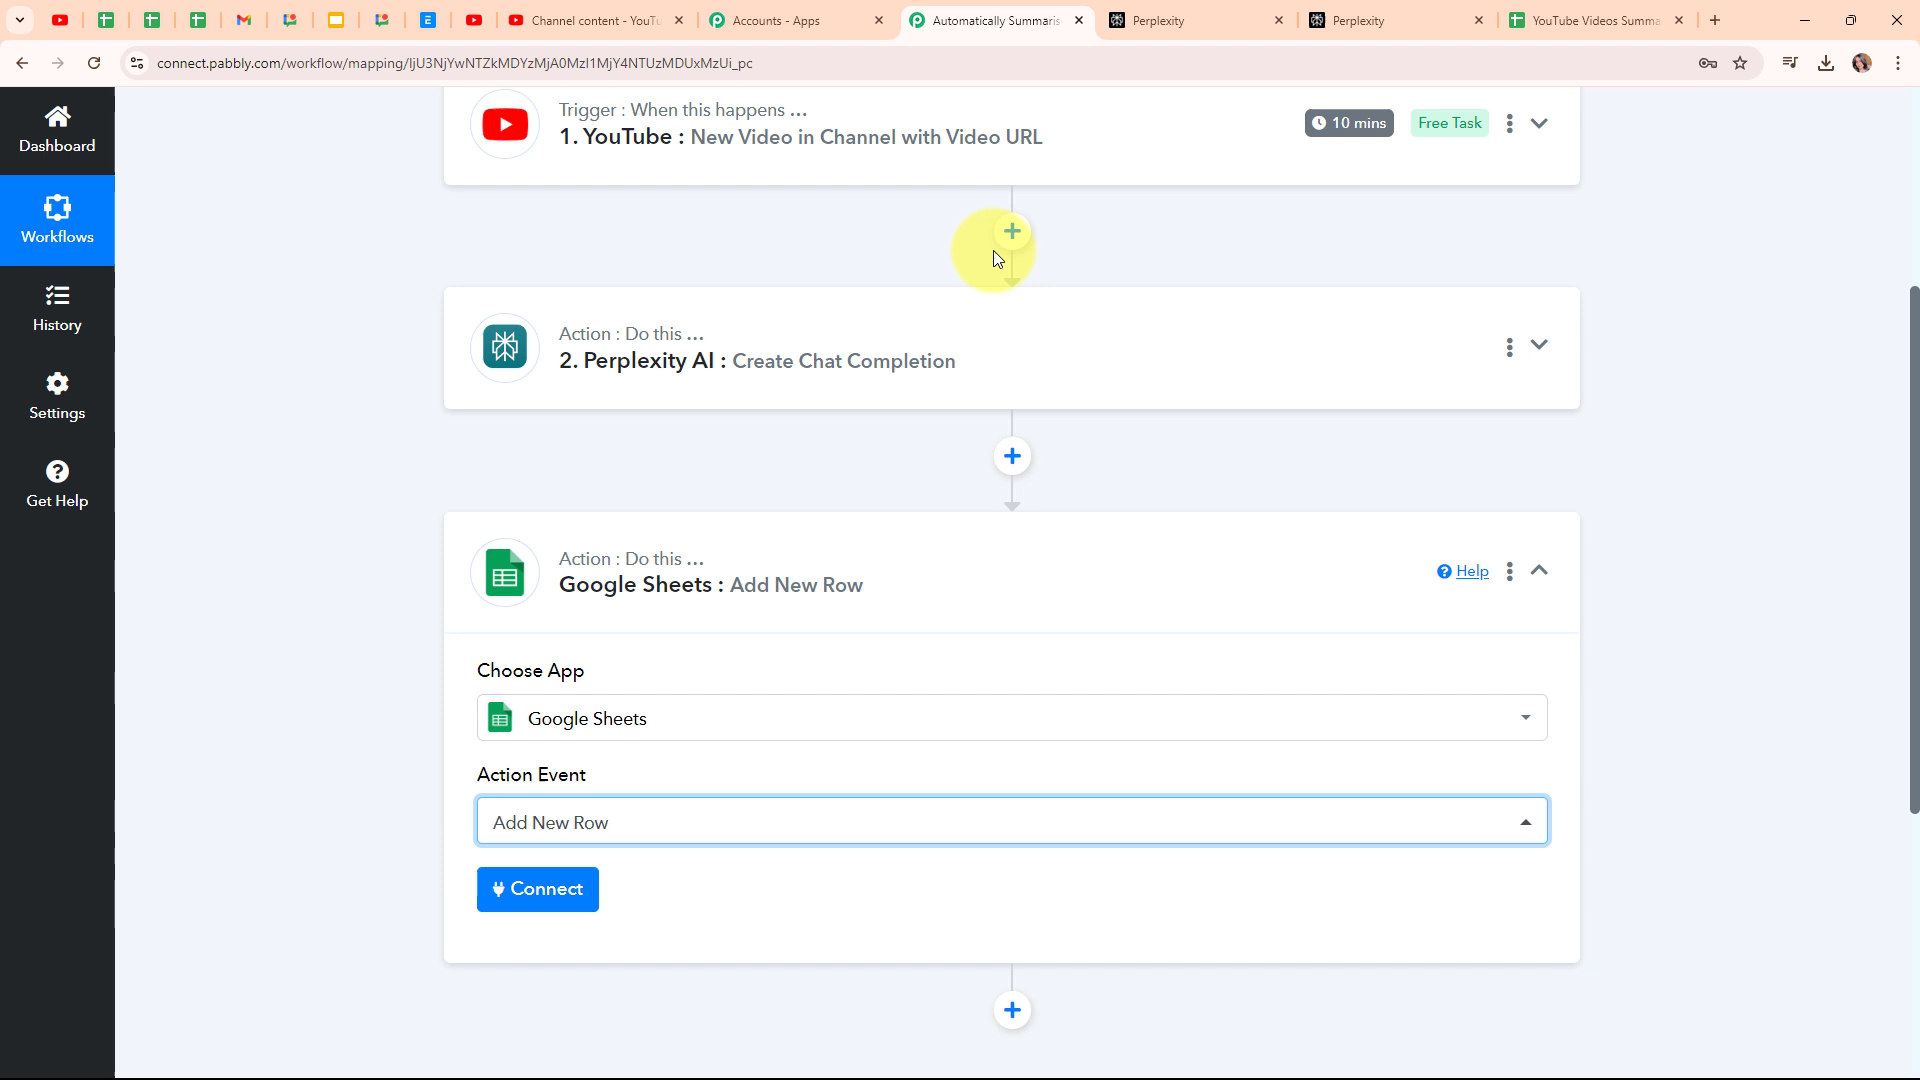 Channel content - YouTu
Accounts - Apps
Automatically Summaris
Perplexity
Perplexity
YouTube Videos Summa
connect.pabbly.com/workflow/mapping/IjU3NjYwNTZkMDYzMjA0MzI1MjY4NTUzMDUxMzUi_pc
Dashboard
Workflows
History
Settings
Get Help
Trigger : When this happens ...
1. YouTube : New Video in Channel with Video URL
10 mins
Free Task
Action : Do this ...
2. Perplexity AI : Create Chat Completion
Action : Do this ...
Google Sheets : Add New Row
Help
Choose App
Google Sheets
Action Event
Add New Row
Connect